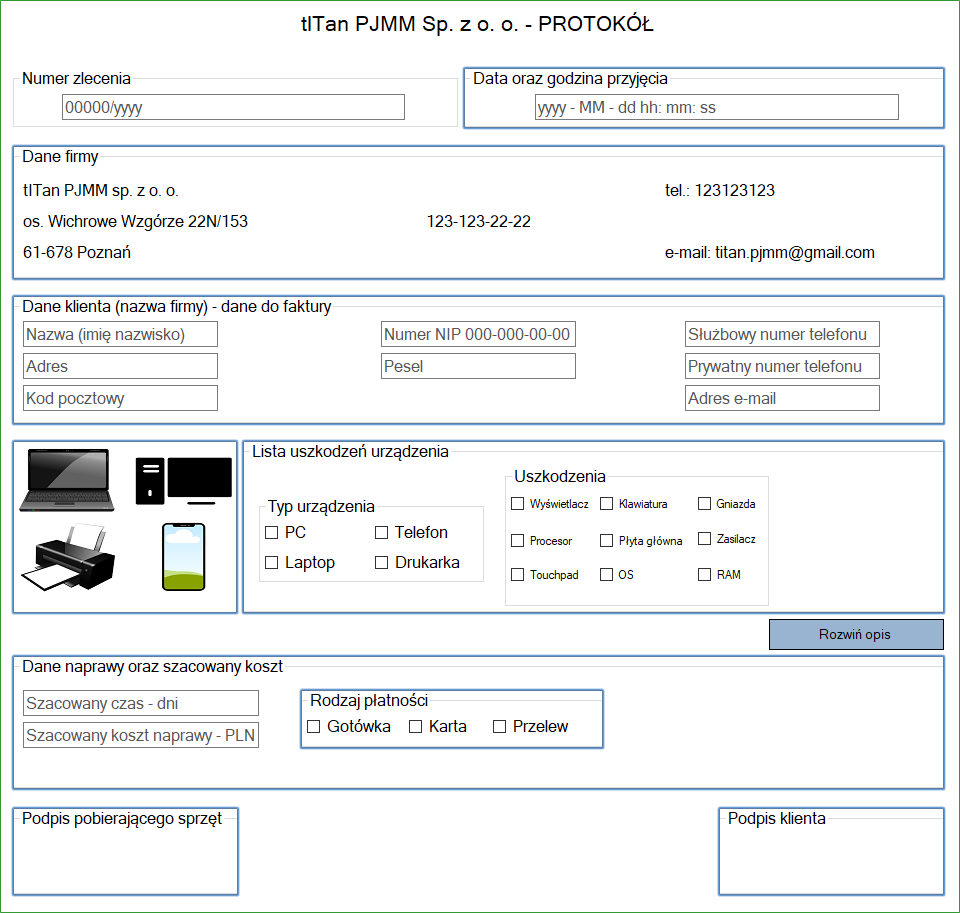 tITan PJMM Sp. z o. o. - PROTOKÓŁ
Numer zlecenia
00000/yyyy
Data oraz godzina przyjęcia
yyyy - MM - dd hh: mm: ss
Dane firmy
tITan PJMM sp. z o. o.
tel.: 123123123
os. Wichrowe Wzgórze 22N/153
123-123-22-22
61-678 Poznań
e-mail: titan.pjmm@gmail.com
Dane klienta (nazwa firmy) - dane do faktury
Nazwa (imię nazwisko)
Numer NIP 000-000-00-00
Służbowy numer telefonu
Adres
Pesel
Prywatny numer telefonu
Kod pocztowy
Adres e-mail
Lista uszkodzeń urządzenia
Typ urządzenia
PC
Telefon
Laptop
Drukarka
Uszkodzenia
Wyświetlacz
Klawiatura
Gniazda
Procesor
Płyta główna
Zasilacz
Touchpad
OS
RAM
Rozwiń opis
Dane naprawy oraz szacowany koszt
Szacowany czas - dni
Szacowany koszt naprawy - PLN
Rodzaj płatności
Gotówka
Karta
Przelew
Podpis pobierającego sprzęt
Podpis klienta